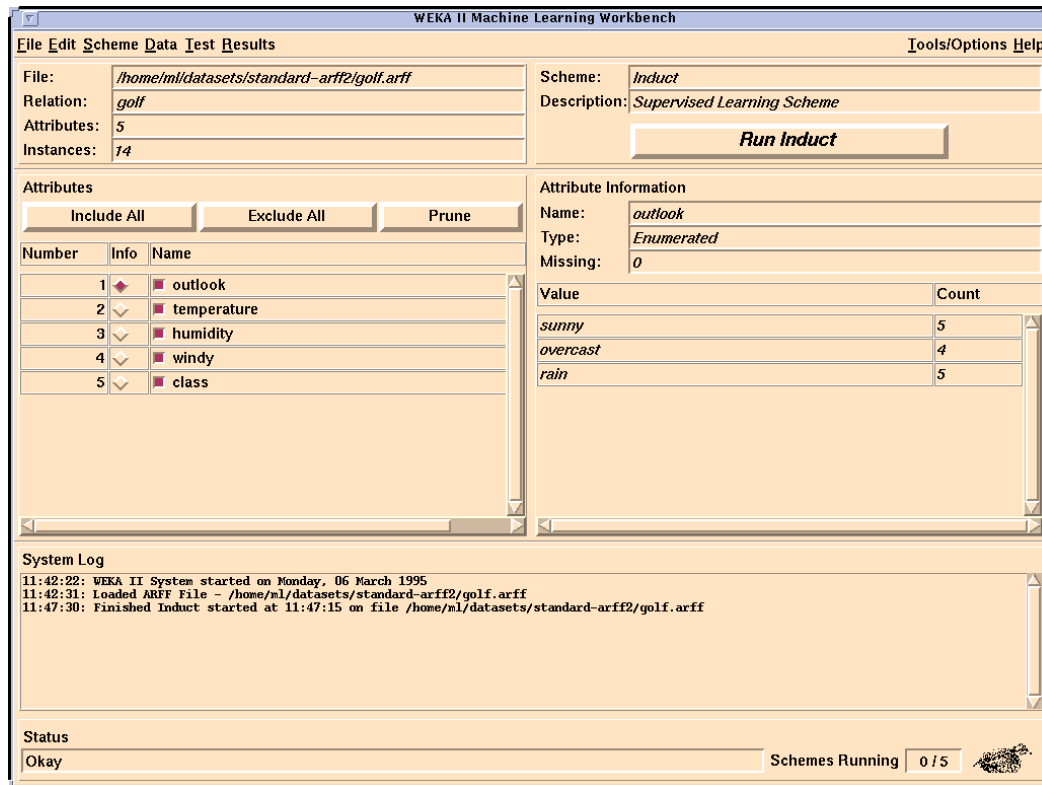 WEKA II Machine Learning Workbench
File Edit Scheme Data Test Results Tools/Options Help
File: /home/ml/datasets/standard-arff2/golf.arff
Relation: golf
Attributes: 5
Instances: 14
Scheme: Induct
Description: Supervised Learning Scheme
Run Induct
Attributes
Include All Exclude All Prune
Number Info Name
1 outlook
2 temperature
3 humidity
4 windy
5 class
Attribute Information
Name: outlook
Type: Enumerated
Missing: 0
Value Count
sunny 5
overcast 4
rain 5
System Log
11:42:22: WEKA II System started on Monday, 06 March 1995
11:42:31: Loaded ARFF File - /home/ml/datasets/standard-arff2/golf.arff
11:47:30: Finished Induct started at 11:47:15 on file /home/ml/datasets/standard-arff2/golf.arff
Status
Okay
Schemes Running 0 / 5